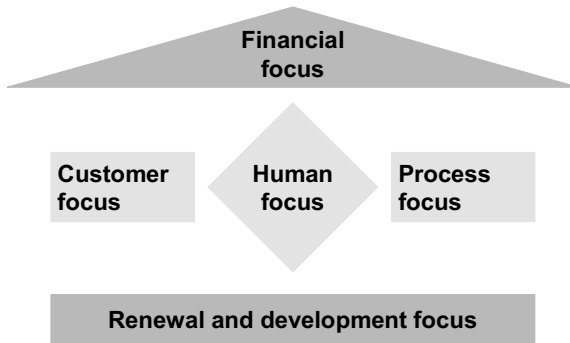 Financial
focus
Customer
focus
Human
focus
Process
focus
Renewal and development focus